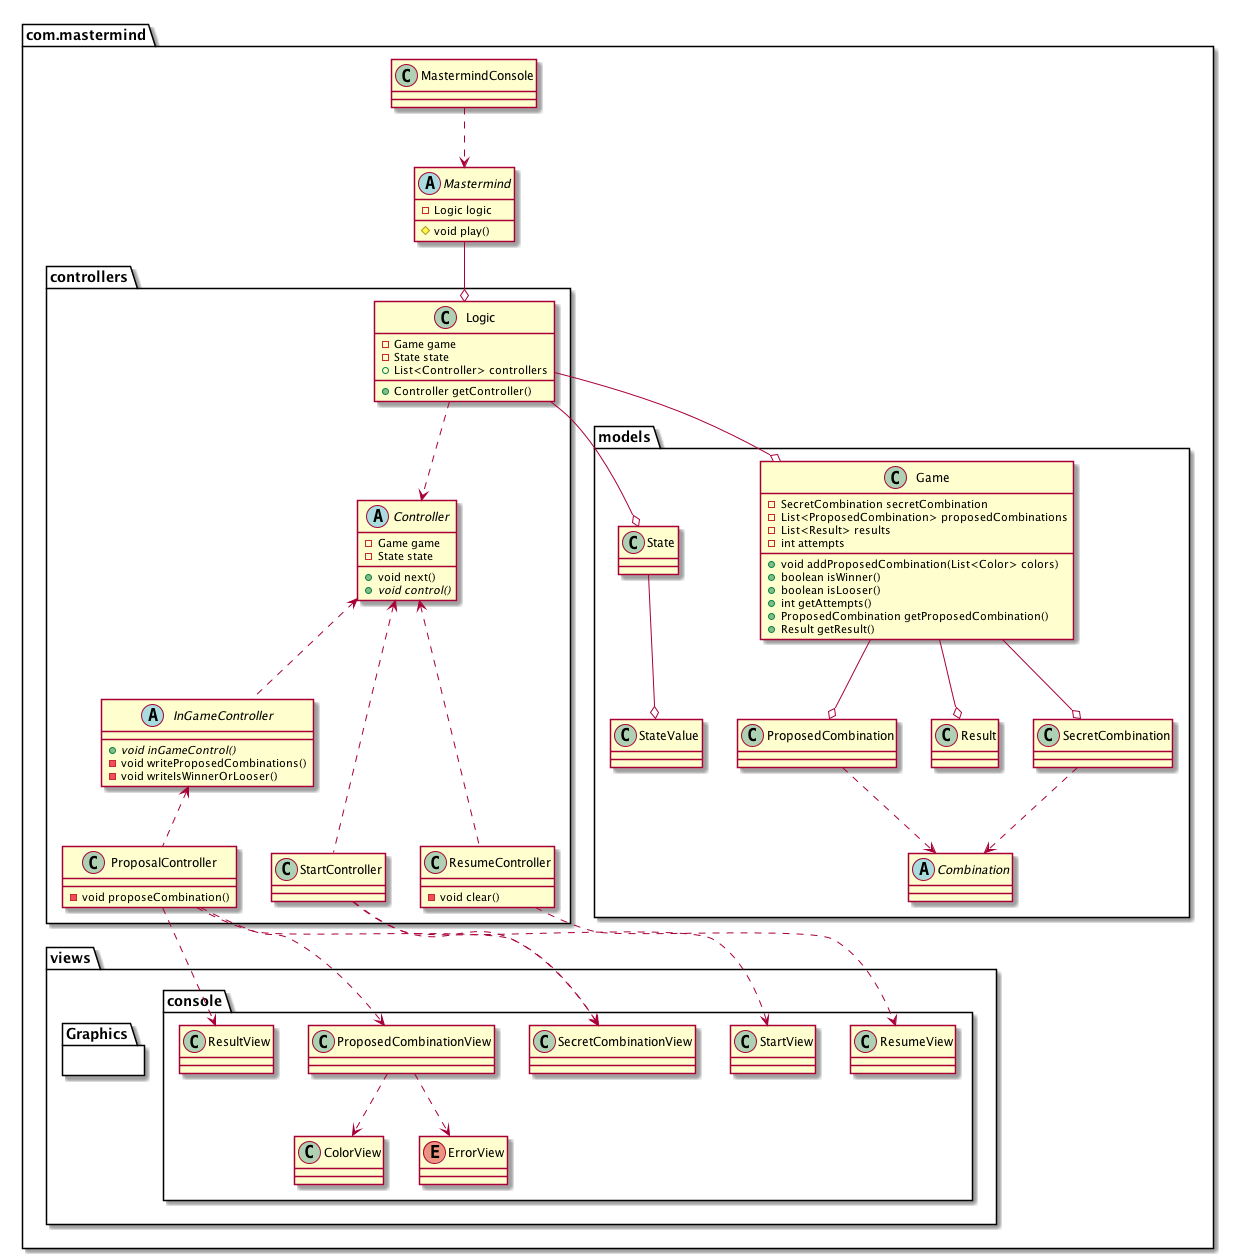 com.mastermind
C MastermindConsole
A Mastermind
Logic logic
void play()
controllers
C Logic
Game game
State state
List<Controller> controllers
Controller getController()
models
C Game
SecretCombination secretCombination
List<ProposedCombination> proposedCombinations
List<Result> results
int attempts
void addProposedCombination(List<Color> colors)
boolean isWinner()
boolean isLooser()
int getAttempts()
ProposedCombination getProposedCombination()
Result getResult()
C State
A Controller
Game game
State state
void next()
void control()
A InGameController
void inGameControl()
void writeProposedCombinations()
void writeIsWinnerOrLooser()
C StateValue
C ProposedCombination
C Result
C SecretCombination
C ProposalController
void proposeCombination()
C StartController
C ResumeController
void clear()
A Combination
views
console
Graphics
C ResultView
C ProposedCombinationView
C SecretCombinationView
C StartView
C ResumeView
C ColorView
E ErrorView